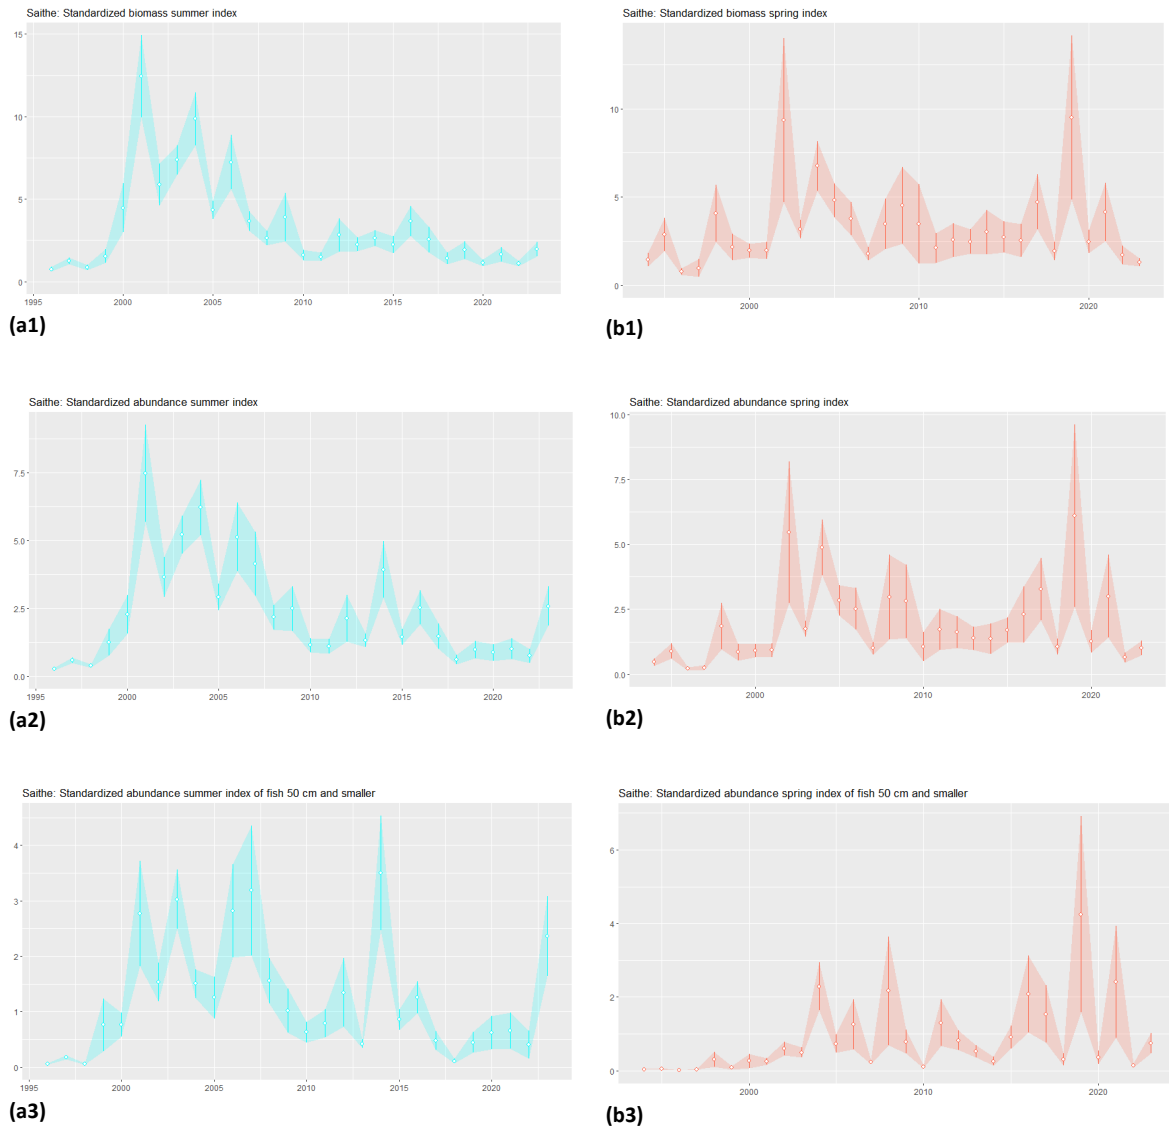 Saithe: Standardized biomass summer index
15
10
5
0
1995 2000 2005 2010 2015 2020
(a1)
Saithe: Standardized biomass spring index
10
5
0
2000 2010 2020
(b1)
Saithe: Standardized abundance summer index
7.5
5.0
2.5
0.0
1995 2000 2005 2010 2015 2020
(a2)
Saithe: Standardized abundance spring index
10.0
7.5
5.0
2.5
0.0
2000 2010 2020
(b2)
Saithe: Standardized abundance summer index of fish 50 cm and smaller
4
3
2
1
0
1995 2000 2005 2010 2015 2020
(a3)
Saithe: Standardized abundance spring index of fish 50 cm and smaller
6
4
2
0
2000 2010 2020
(b3)